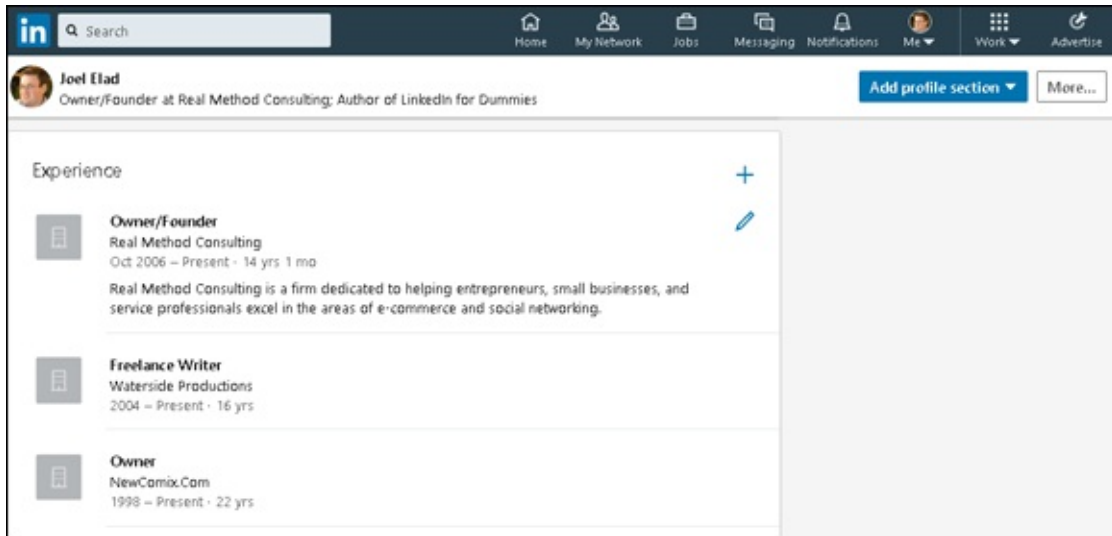 in
Search
Home
My Network
Jobs
Messaging
Notifications
Me
Work
Advertise
Joel Elad
Owner/Founder at Real Method Consulting; Author of LinkedIn for Dummies
Add profile section
More...
Experience
Owner/Founder
Real Method Consulting
Oct 2006 – Present · 14 yrs 1 mo
Real Method Consulting is a firm dedicated to helping entrepreneurs, small businesses, and
service professionals excel in the areas of e-commerce and social networking.
Freelance Writer
Waterside Productions
2004 – Present · 16 yrs
Owner
NewComix.Com
1998 – Present · 22 yrs